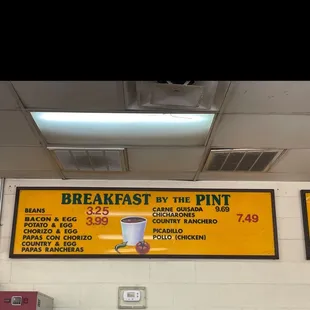 BREAKFAST BY THE PINT
BEANS 3.25
BACON & EGG 3.99
POTATO & EGG
CHORIZO & EGG
PAPAS CON CHORIZO
COUNTRY & EGG
PAPAS RANCHERAS
CARNE GUISADA 9.69
CHICHARONES
COUNTRY RANCHERO 7.49
PICADILLO
POLLO (CHICKEN)